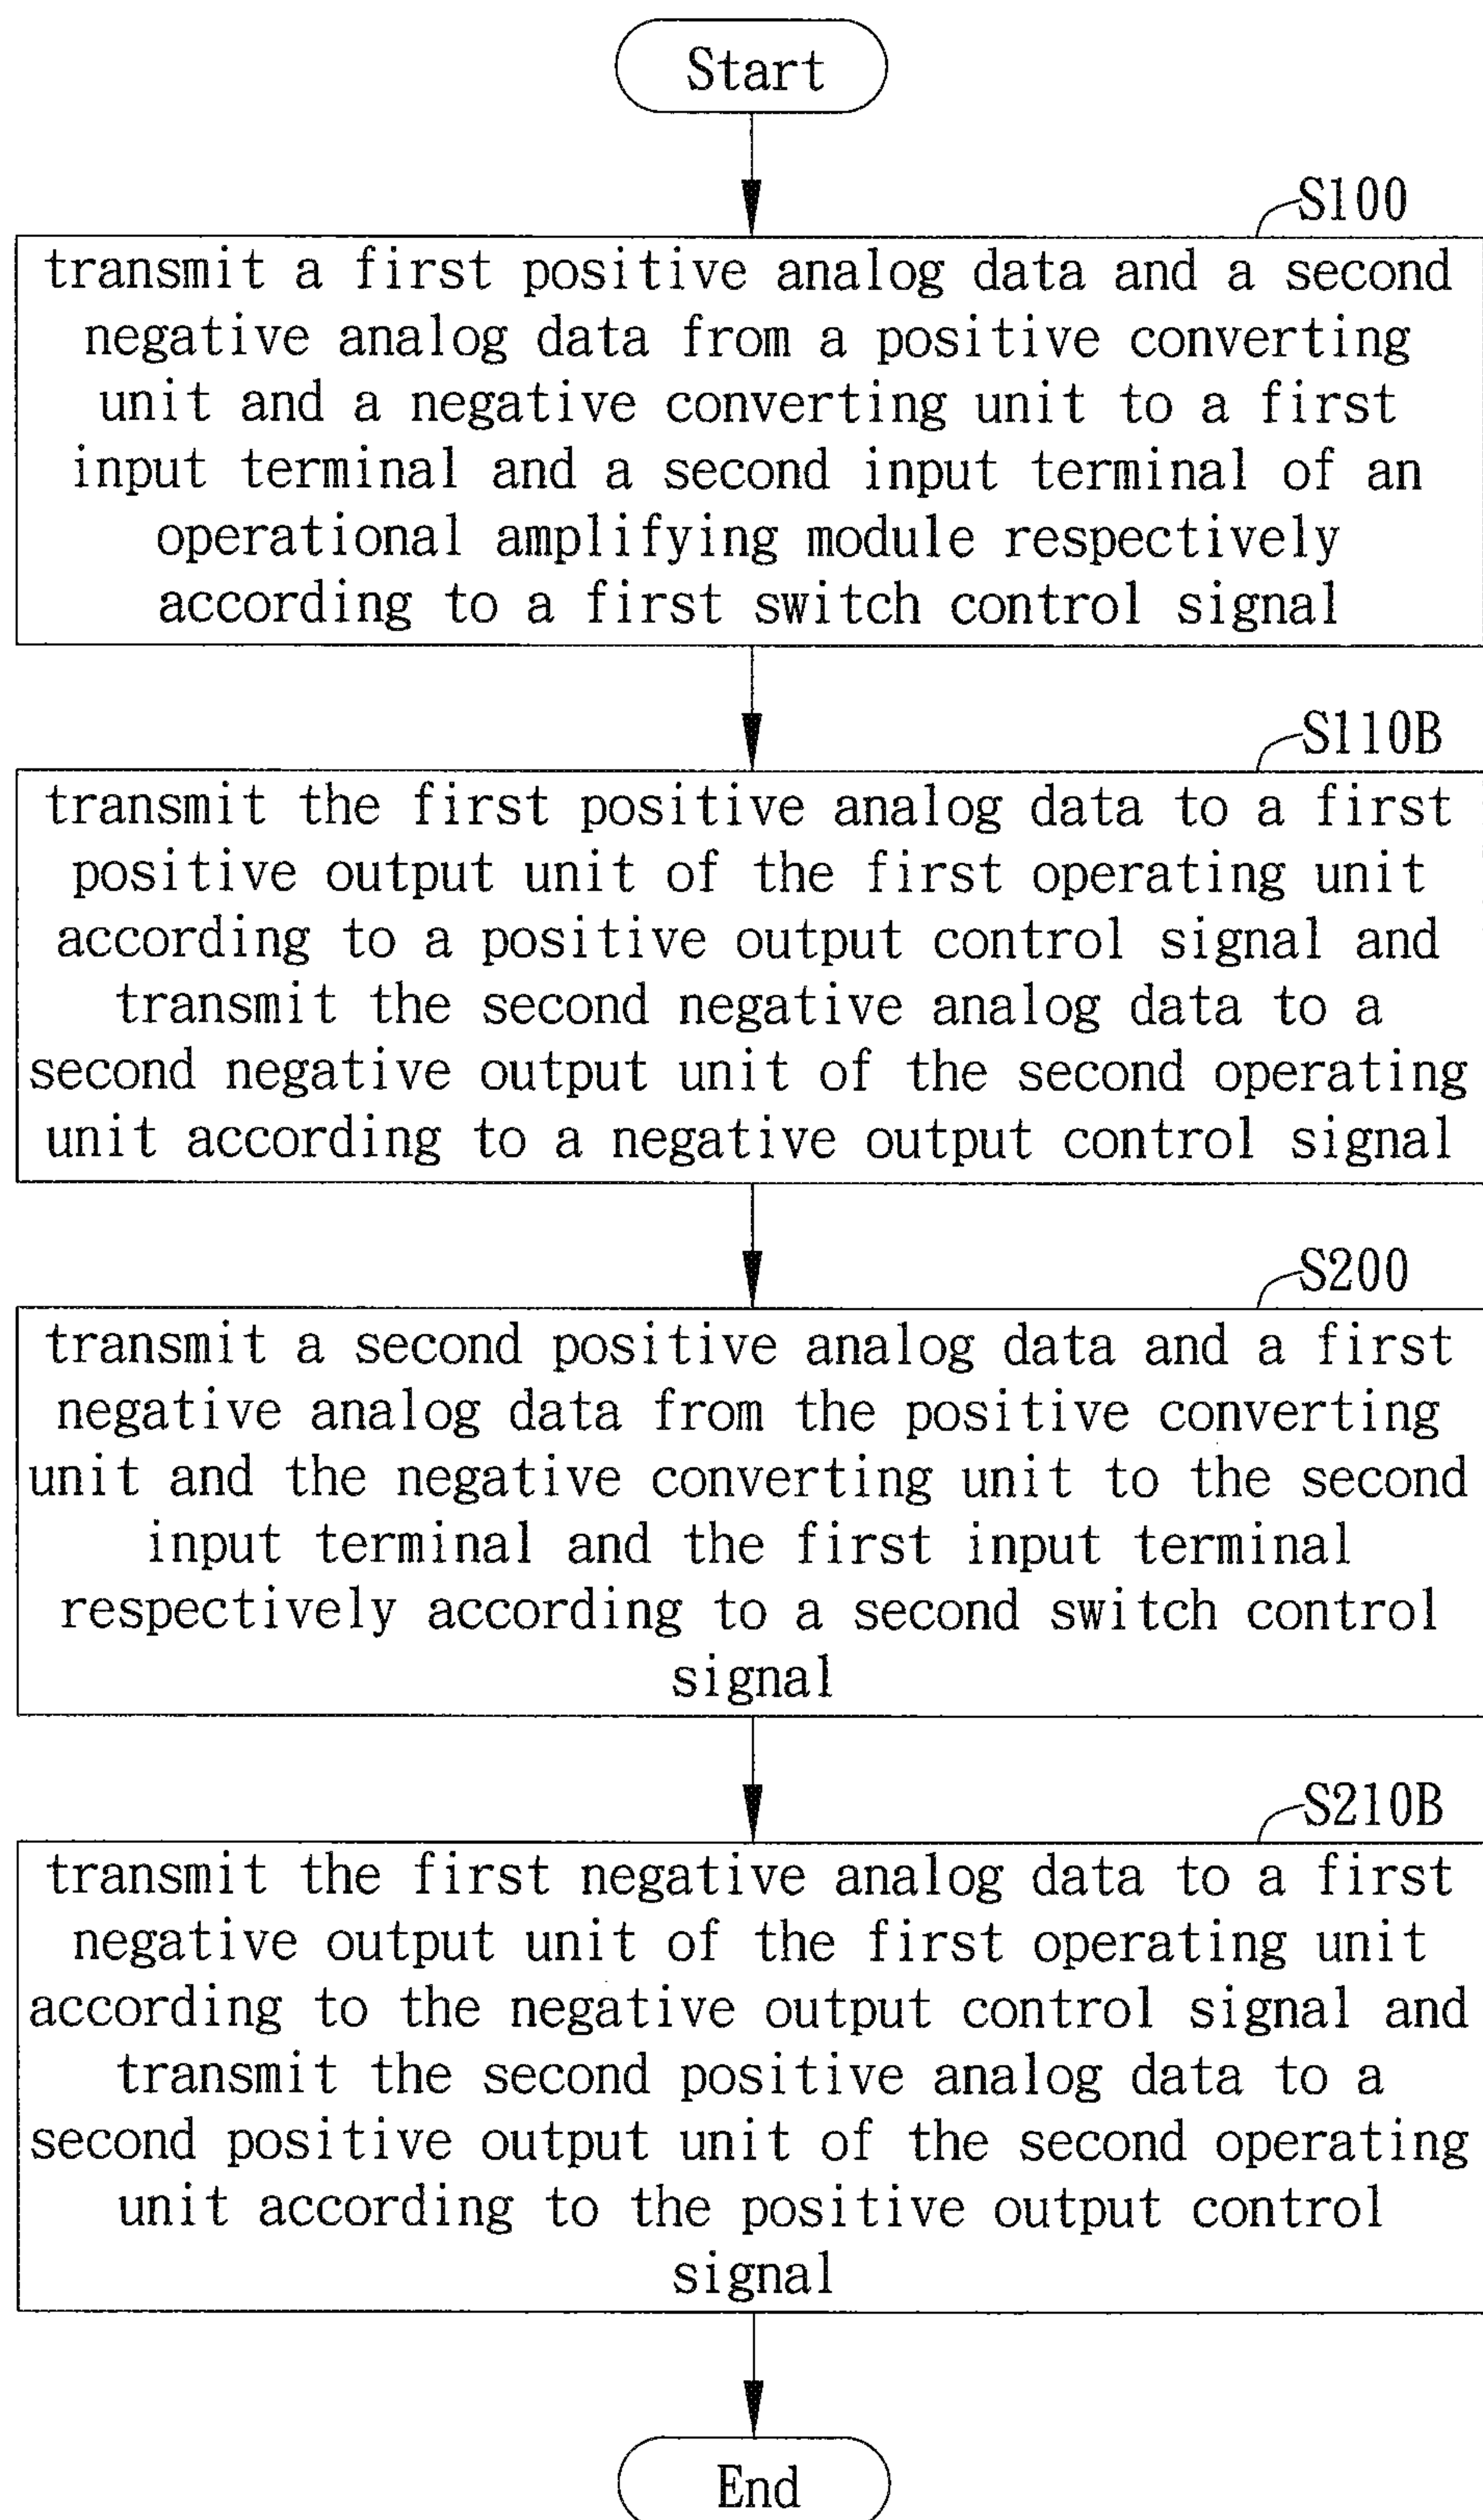 Start
S100
transmit a first positive analog data and a second
negative analog data from a positive converting
unit and a negative converting unit to a first
input terminal and a second input terminal of an
operational amplifying module respectively
according to a first switch control signal
S110B
transmit the first positive analog data to a first
positive output unit of the first operating unit
according to a positive output control signal and
transmit the second negative analog data to a
second negative output unit of the second operating
unit according to a negative output control signal
S200
transmit a second positive analog data and a first
negative analog data from the positive converting
unit and the negative converting unit to the second
input terminal and the first input terminal
respectively according to a second switch control
signal
S210B
transmit the first negative analog data to a first
negative output unit of the first operating unit
according to the negative output control signal and
transmit the second positive analog data to a
second positive output unit of the second operating
unit according to the positive output control
signal
End